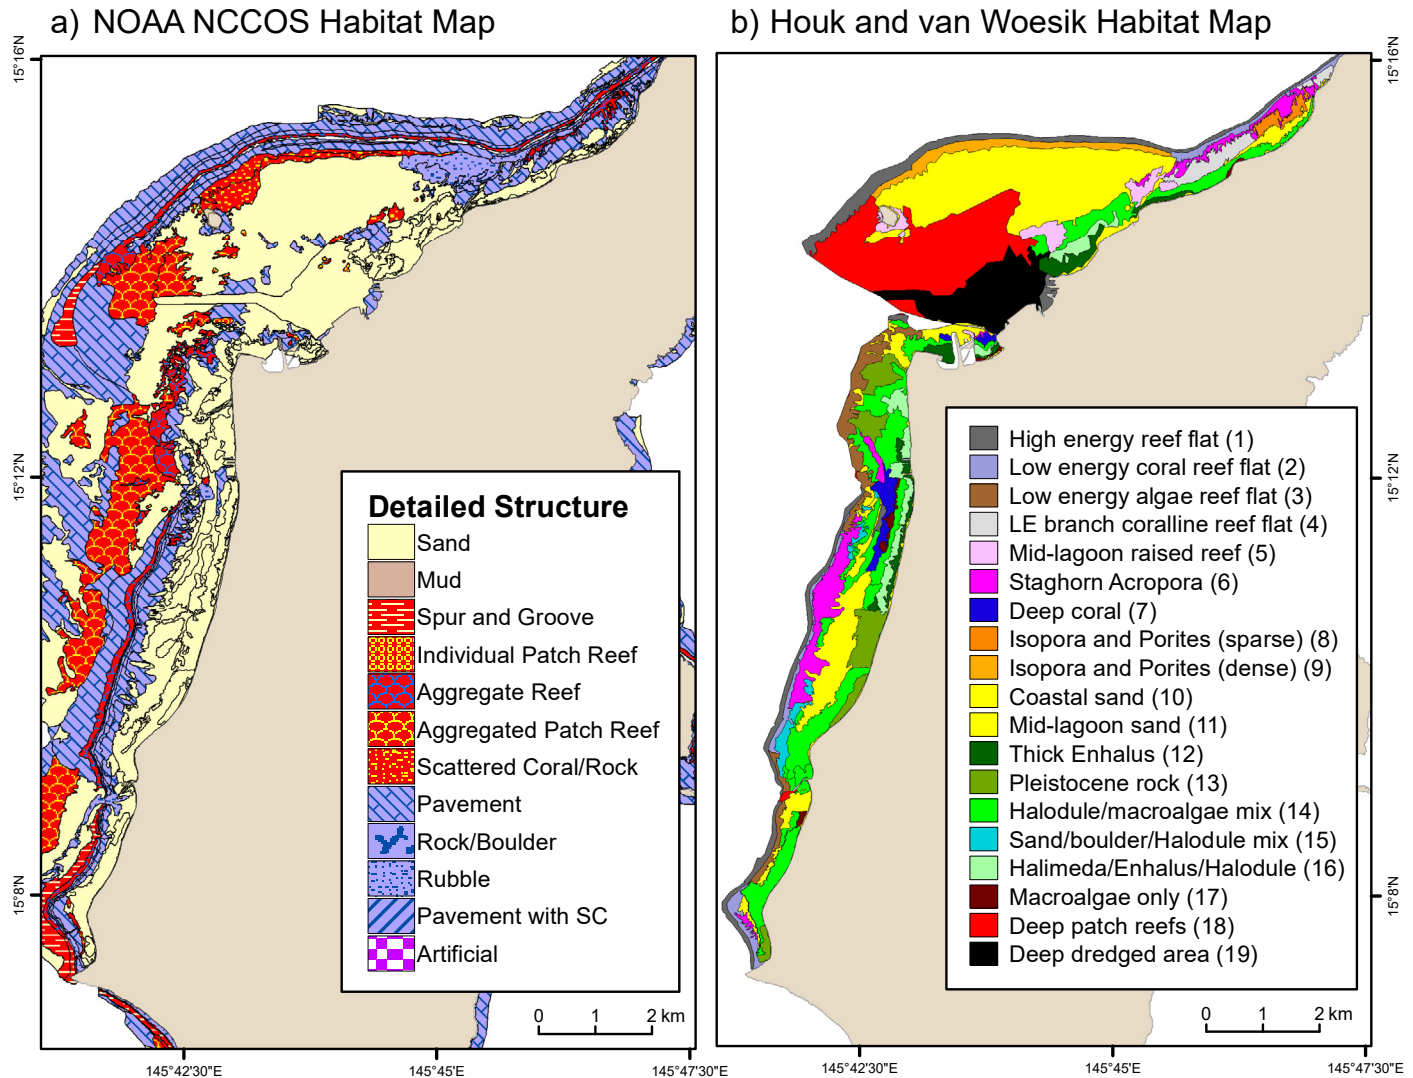 a) NOAA NCCOS Habitat Map
b) Houk and van Woesik Habitat Map
15°16'N
15°12'N
15°8'N
Detailed Structure
Sand
Mud
Spur and Groove
Individual Patch Reef
Aggregate Reef
Aggregated Patch Reef
Scattered Coral/Rock
Pavement
Rock/Boulder
Rubble
Pavement with SC
Artificial
0 1 2 km
145°42'30"E
145°45'E
145°47'30"E
15°16'N
15°12'N
15°8'N
High energy reef flat (1)
Low energy coral reef flat (2)
Low energy algae reef flat (3)
LE branch coralline reef flat (4)
Mid-lagoon raised reef (5)
Staghorn Acropora (6)
Deep coral (7)
Isopora and Porites (sparse) (8)
Isopora and Porites (dense) (9)
Coastal sand (10)
Mid-lagoon sand (11)
Thick Enhalus (12)
Pleistocene rock (13)
Halodule/macroalgae mix (14)
Sand/boulder/Halodule mix (15)
Halimeda/Enhalus/Halodule (16)
Macroalgae only (17)
Deep patch reefs (18)
Deep dredged area (19)
0 1 2 km
145°42'30"E
145°45'E
145°47'30"E